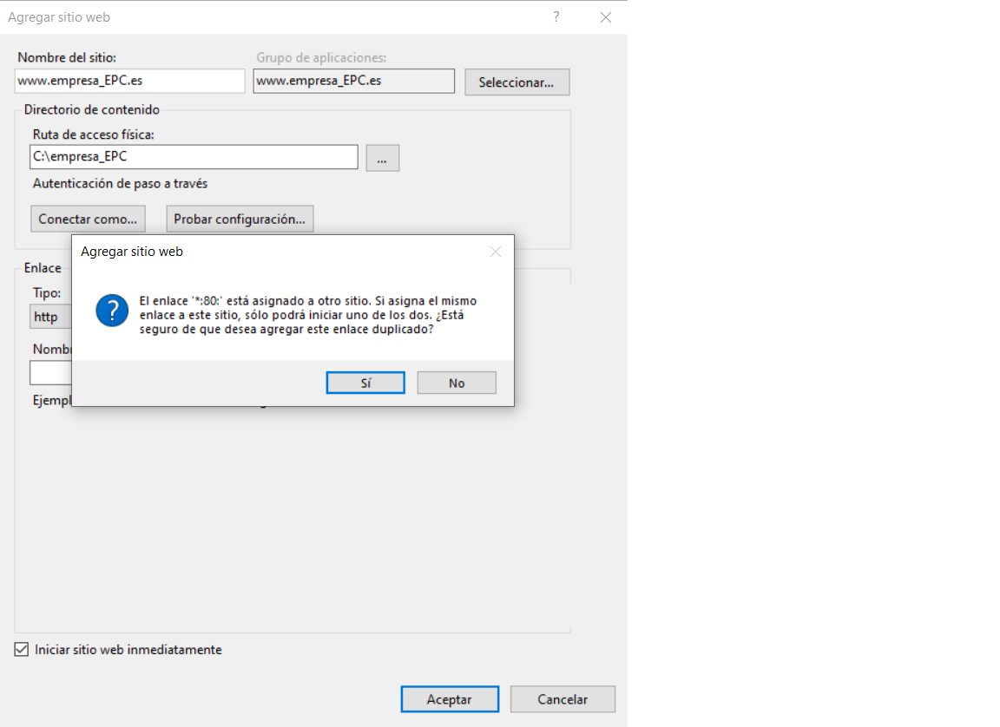 Agregar sitio web
?
Nombre del sitio:
Grupo de aplicaciones:
www.empresa_EPC.es
www.empresa_EPC.es
Seleccionar...
Directorio de contenido
Ruta de acceso física:
C:\empresa_EPC
...
Autenticación de paso a través
Conectar como...
Probar configuración...
Agregar sitio web
Enlace
Tipo:
http
El enlace '*:80:' está asignado a otro sitio. Si asigna el mismo
enlace a este sitio, sólo podrá iniciar uno de los dos. ¿Está
seguro de que desea agregar este enlace duplicado?
Sí
No
Iniciar sitio web inmediatamente
Aceptar
Cancelar